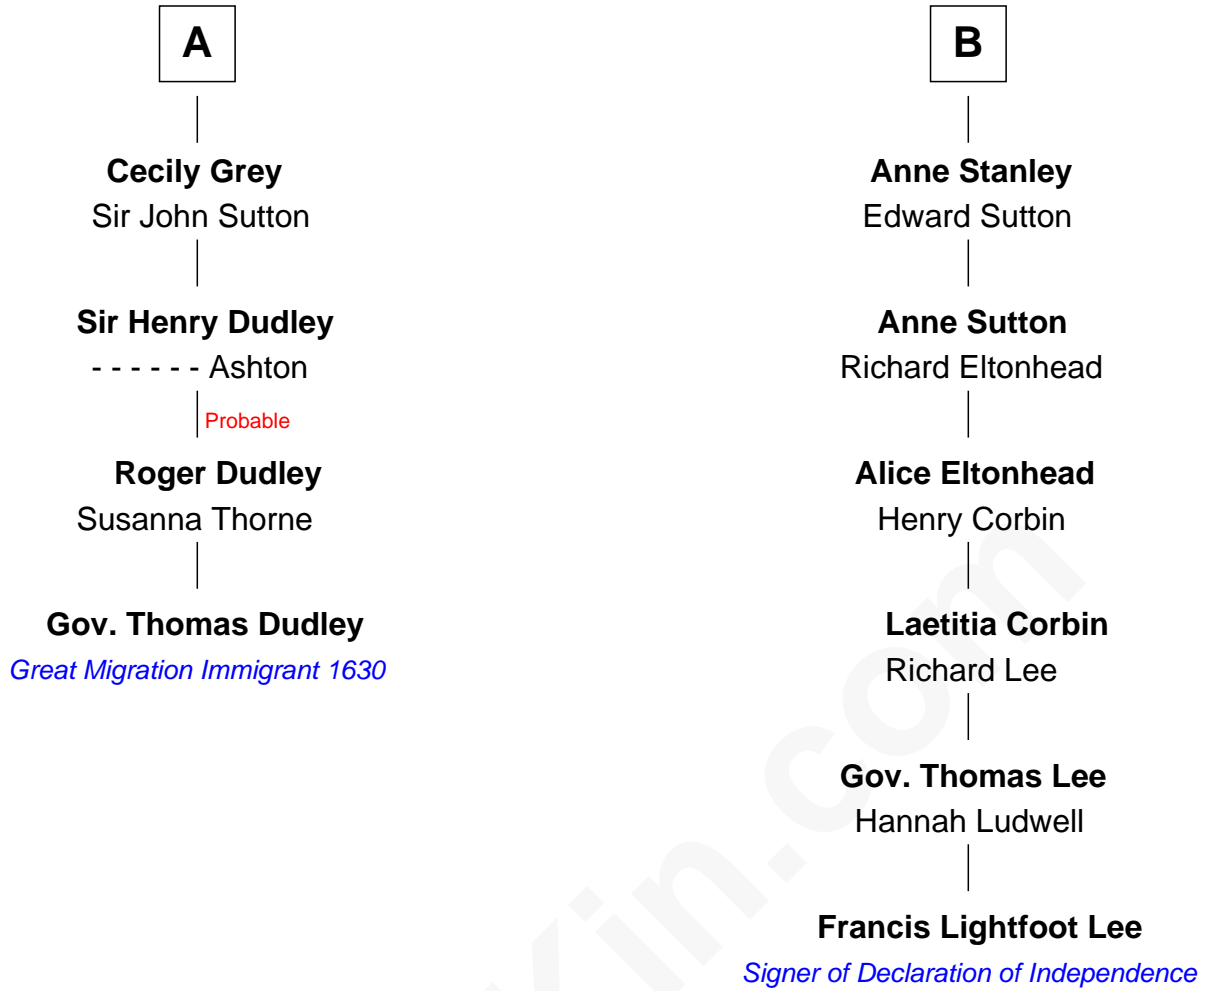 A
Cecily Grey
Sir John Sutton
Sir Henry Dudley
- - - - - - Ashton
Probable
Roger Dudley
Susanna Thorne
Gov. Thomas Dudley
Great Migration Immigrant 1630
B
Anne Stanley
Edward Sutton
Anne Sutton
Richard Eltonhead
Alice Eltonhead
Henry Corbin
Laetitia Corbin
Richard Lee
Gov. Thomas Lee
Hannah Ludwell
Francis Lightfoot Lee
Signer of Declaration of Independence
Kin.com